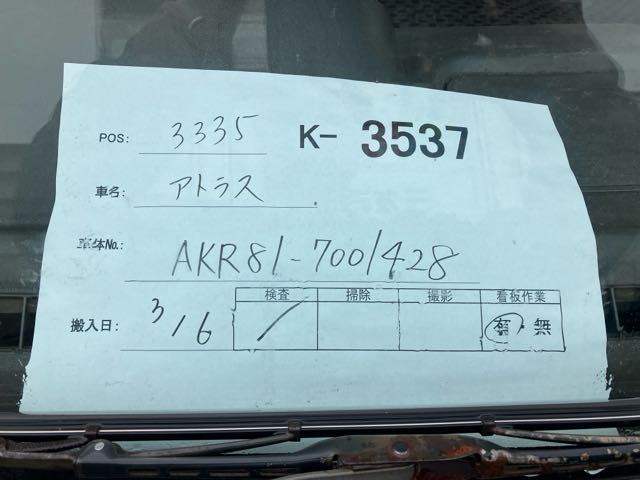 POS: 3335 K- 3537
車名: アトラス
車体No.: AKR81-7001428
検査 掃除 撮影 看板作業
搬入日: 3/16 有・無